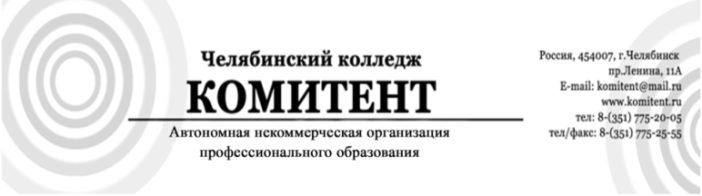 Челябинский колледж
КОМИТЕНТ
Автономная некоммерческая организация
профессионального образования
Россия, 454007, г.Челябинск
пр.Ленина, 11А
E-mail: komitent@mail.ru
www.komitent.ru
тел: 8-(351) 775-20-05
тел/факс: 8-(351) 775-25-55